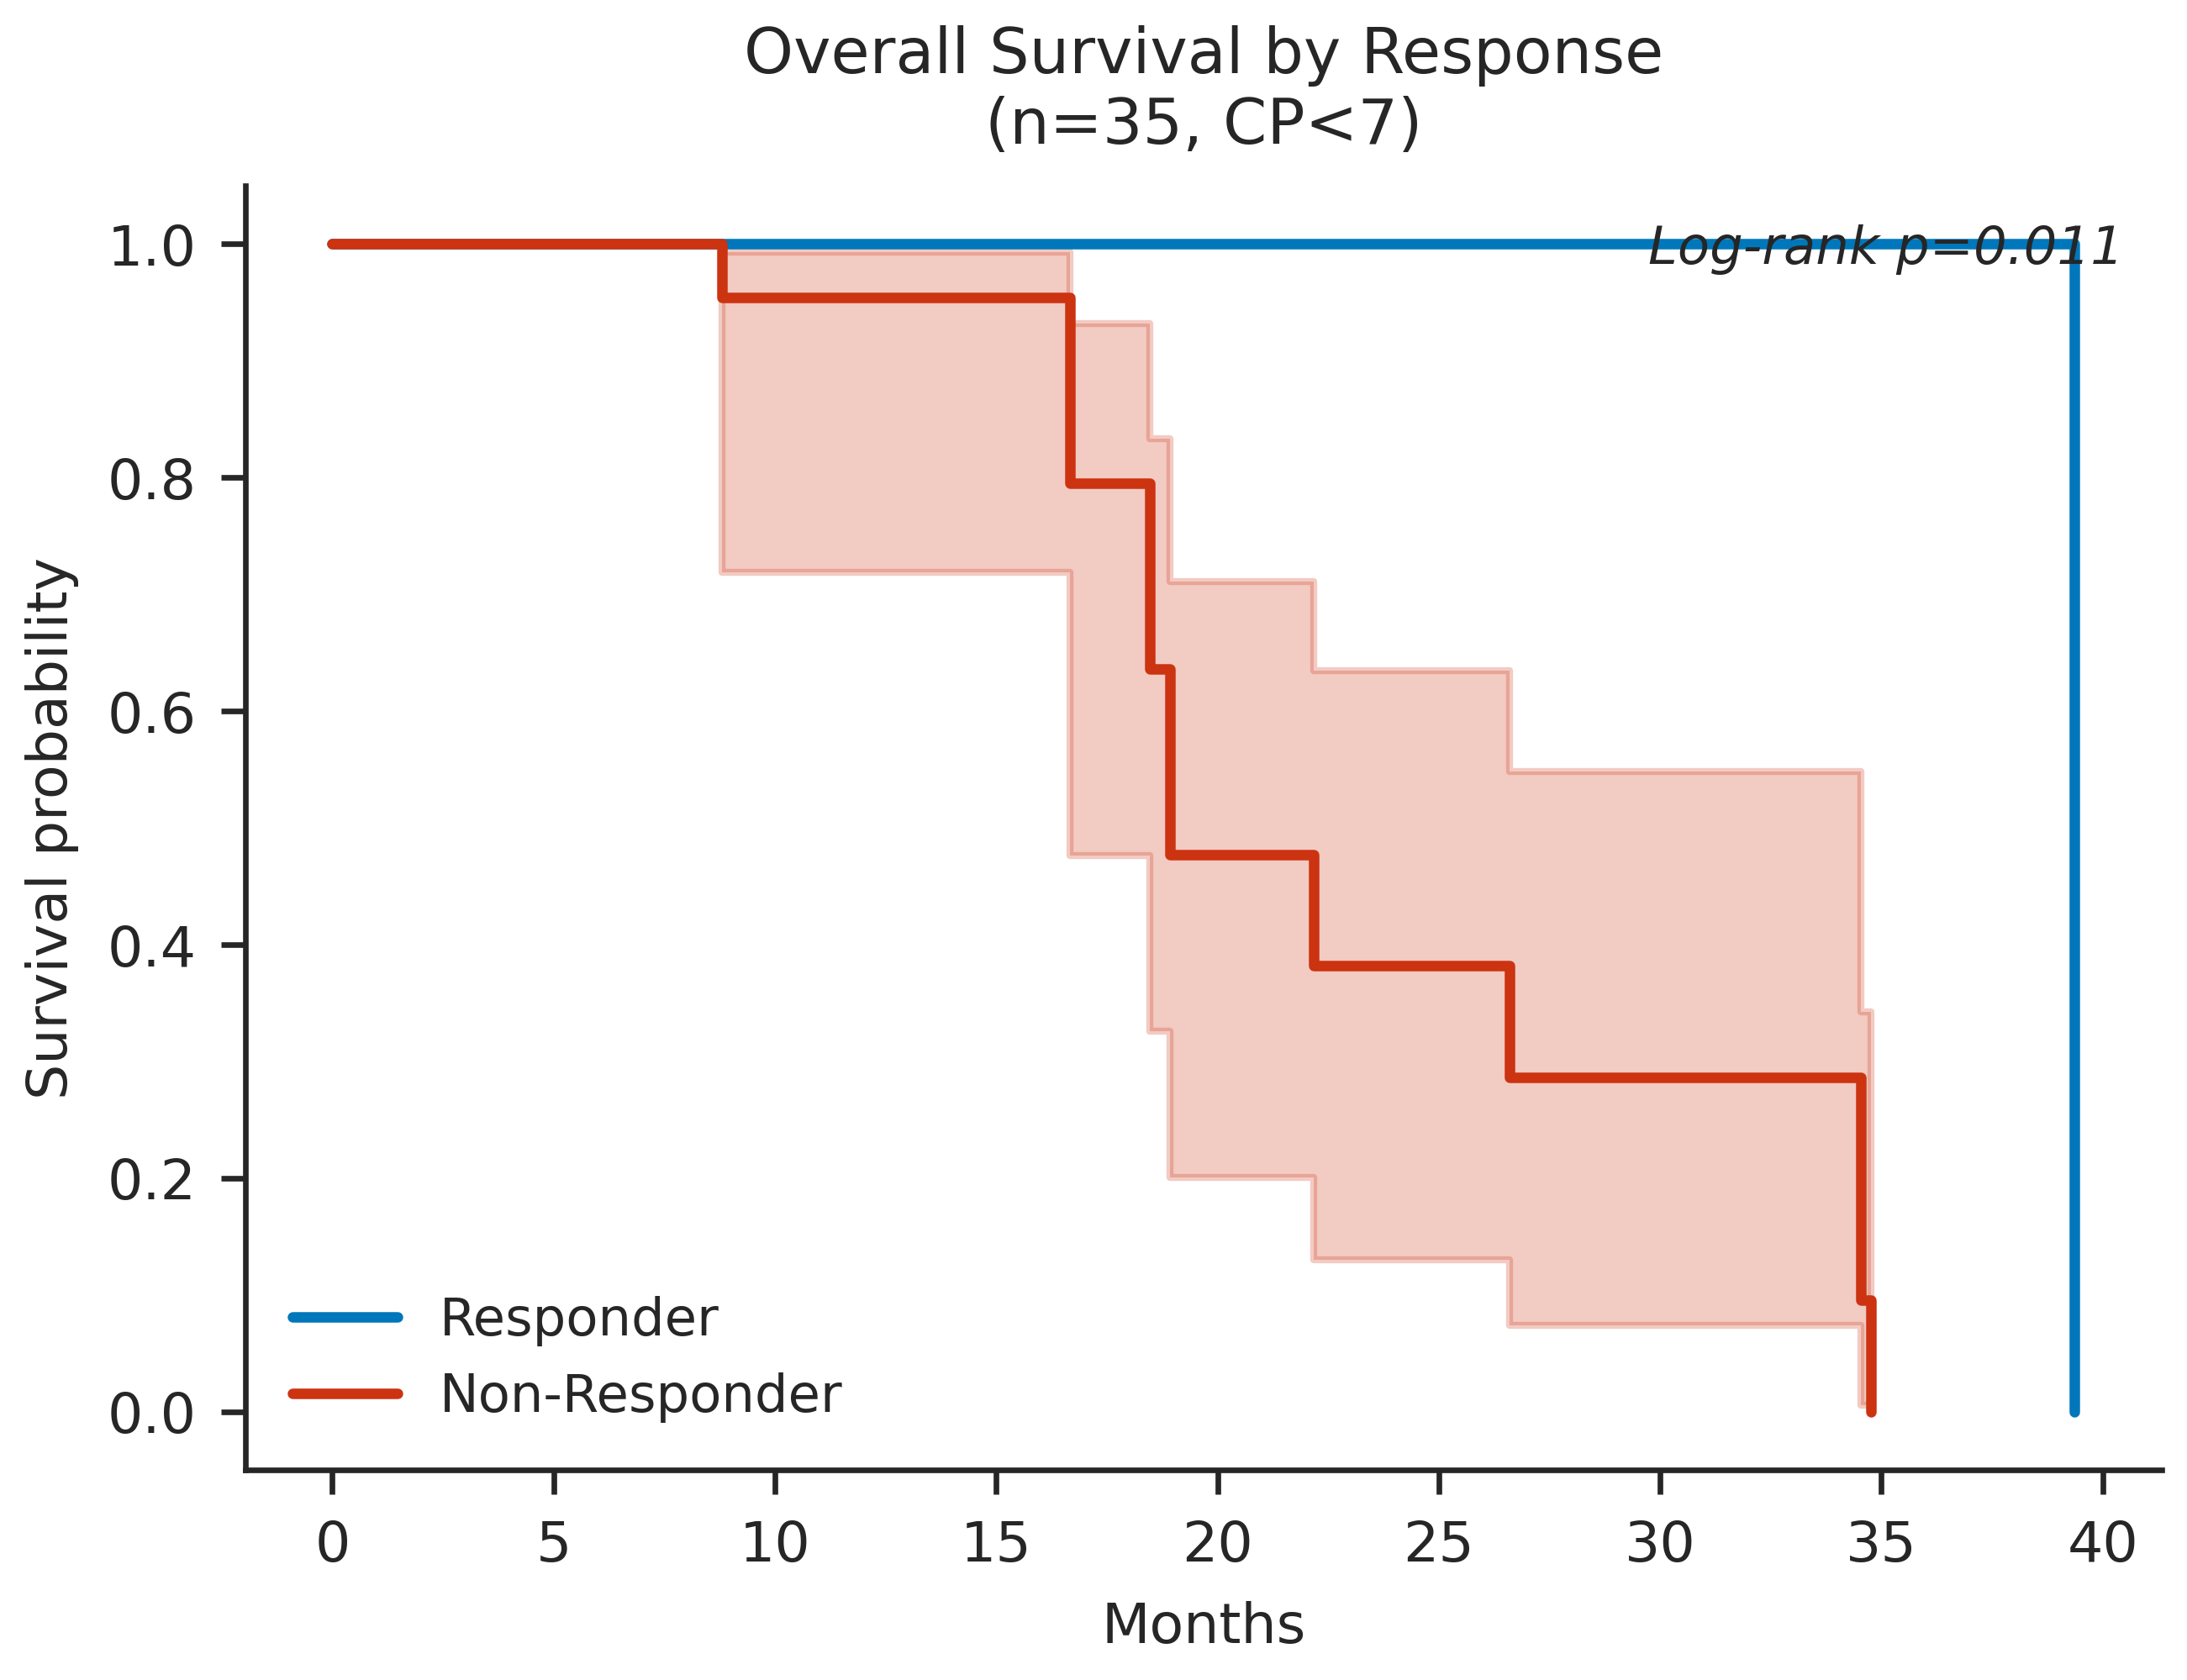 Overall Survival by Response
(n=35, CP<7)
Log-rank p=0.011
Survival probability
1.0
0.8
0.6
0.4
0.2
0.0
Responder
Non-Responder
0 5 10 15 20 25 30 35 40
Months